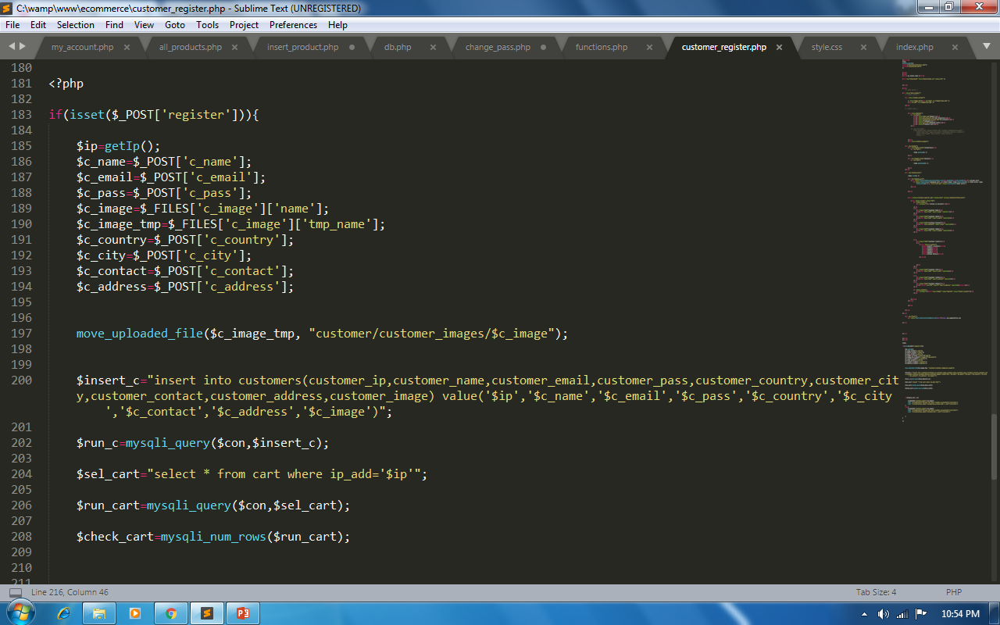 C:\wamp\www\ecommerce\customer_register.php - Sublime Text (UNREGISTERED)
File Edit Selection Find View Goto Tools Project Preferences Help
my_account.php all_products.php insert_product.php db.php change_pass.php functions.php customer_register.php style.css index.php
180
181 <?php
182
183 if(isset($_POST['register'])){
184
185 $ip=getIp();
186 $c_name=$_POST['c_name'];
187 $c_email=$_POST['c_email'];
188 $c_pass=$_POST['c_pass'];
189 $c_image=$_FILES['c_image']['name'];
190 $c_image_tmp=$_FILES['c_image']['tmp_name'];
191 $c_country=$_POST['c_country'];
192 $c_city=$_POST['c_city'];
193 $c_contact=$_POST['c_contact'];
194 $c_address=$_POST['c_address'];
195
196
197 move_uploaded_file($c_image_tmp, "customer/customer_images/$c_image");
198
199
200 $insert_c="insert into customers(customer_ip,customer_name,customer_email,customer_pass,customer_country,customer_cit
y,customer_contact,customer_address,customer_image) value('$ip','$c_name','$c_email','$c_pass','$c_country','$c_city
','$c_contact','$c_address','$c_image')";
201
202 $run_c=mysqli_query($con,$insert_c);
203
204 $sel_cart="select * from cart where ip_add='$ip'";
205
206 $run_cart=mysqli_query($con,$sel_cart);
207
208 $check_cart=mysqli_num_rows($run_cart);
209
210
211
Line 216, Column 46 Tab Size: 4 PHP
10:54 PM